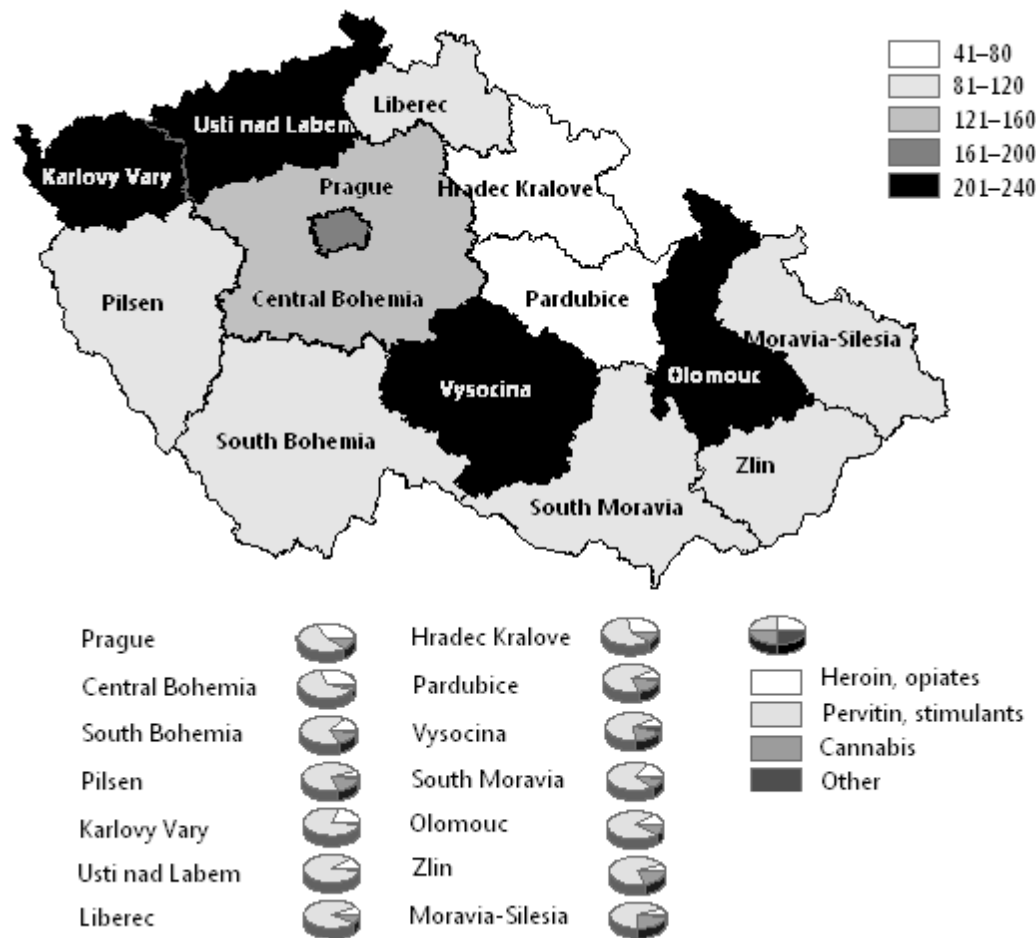 41–80
81–120
121–160
161–200
201–240
Liberec
Usti nad Labem
Karlovy Vary
Prague
Hradec Kralove
Pilsen
Central Bohemia
Pardubice
Moravia-Silesia
Olomouc
Vysocina
South Bohemia
Zlin
South Moravia
Prague
Central Bohemia
South Bohemia
Pilsen
Karlovy Vary
Usti nad Labem
Liberec
Hradec Kralove
Pardubice
Vysocina
South Moravia
Olomouc
Zlin
Moravia-Silesia
Heroin, opiates
Pervitin, stimulants
Cannabis
Other